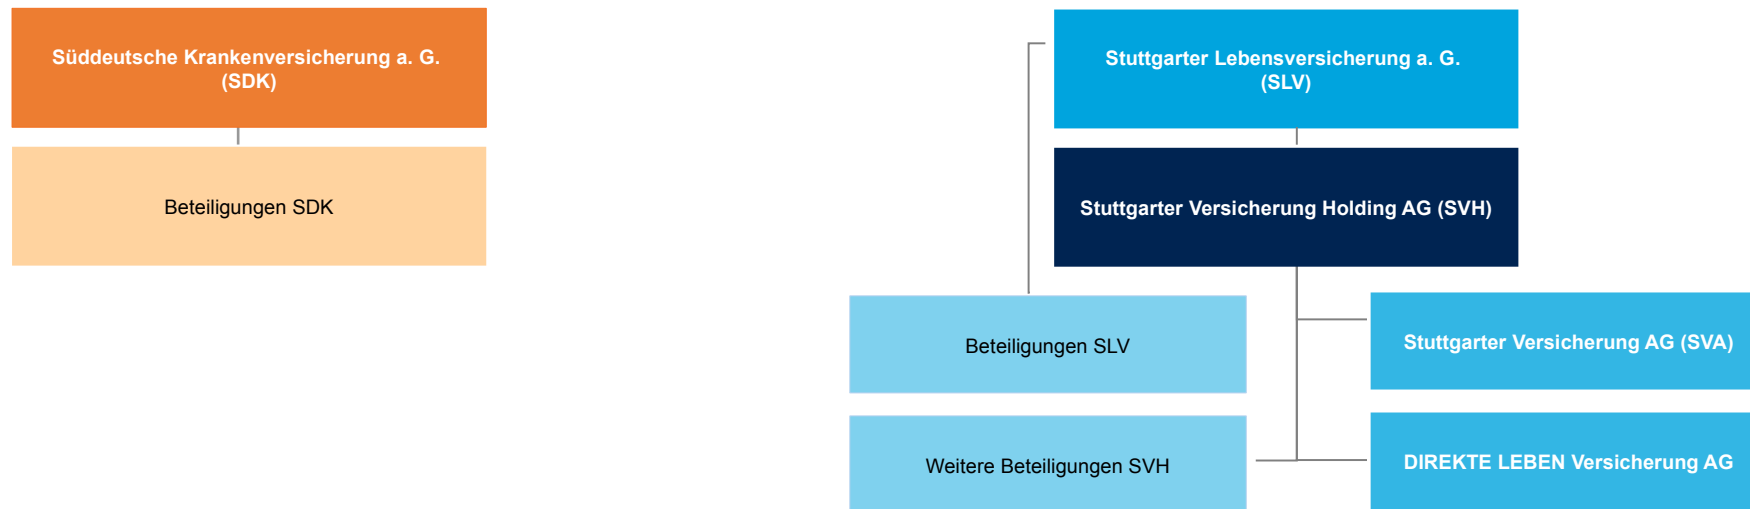 Süddeutsche Krankenversicherung a. G.
(SDK)
Beteiligungen SDK
Stuttgarter Lebensversicherung a. G.
(SLV)
Stuttgarter Versicherung Holding AG (SVH)
Beteiligungen SLV
Stuttgarter Versicherung AG (SVA)
Weitere Beteiligungen SVH
DIREKTE LEBEN Versicherung AG